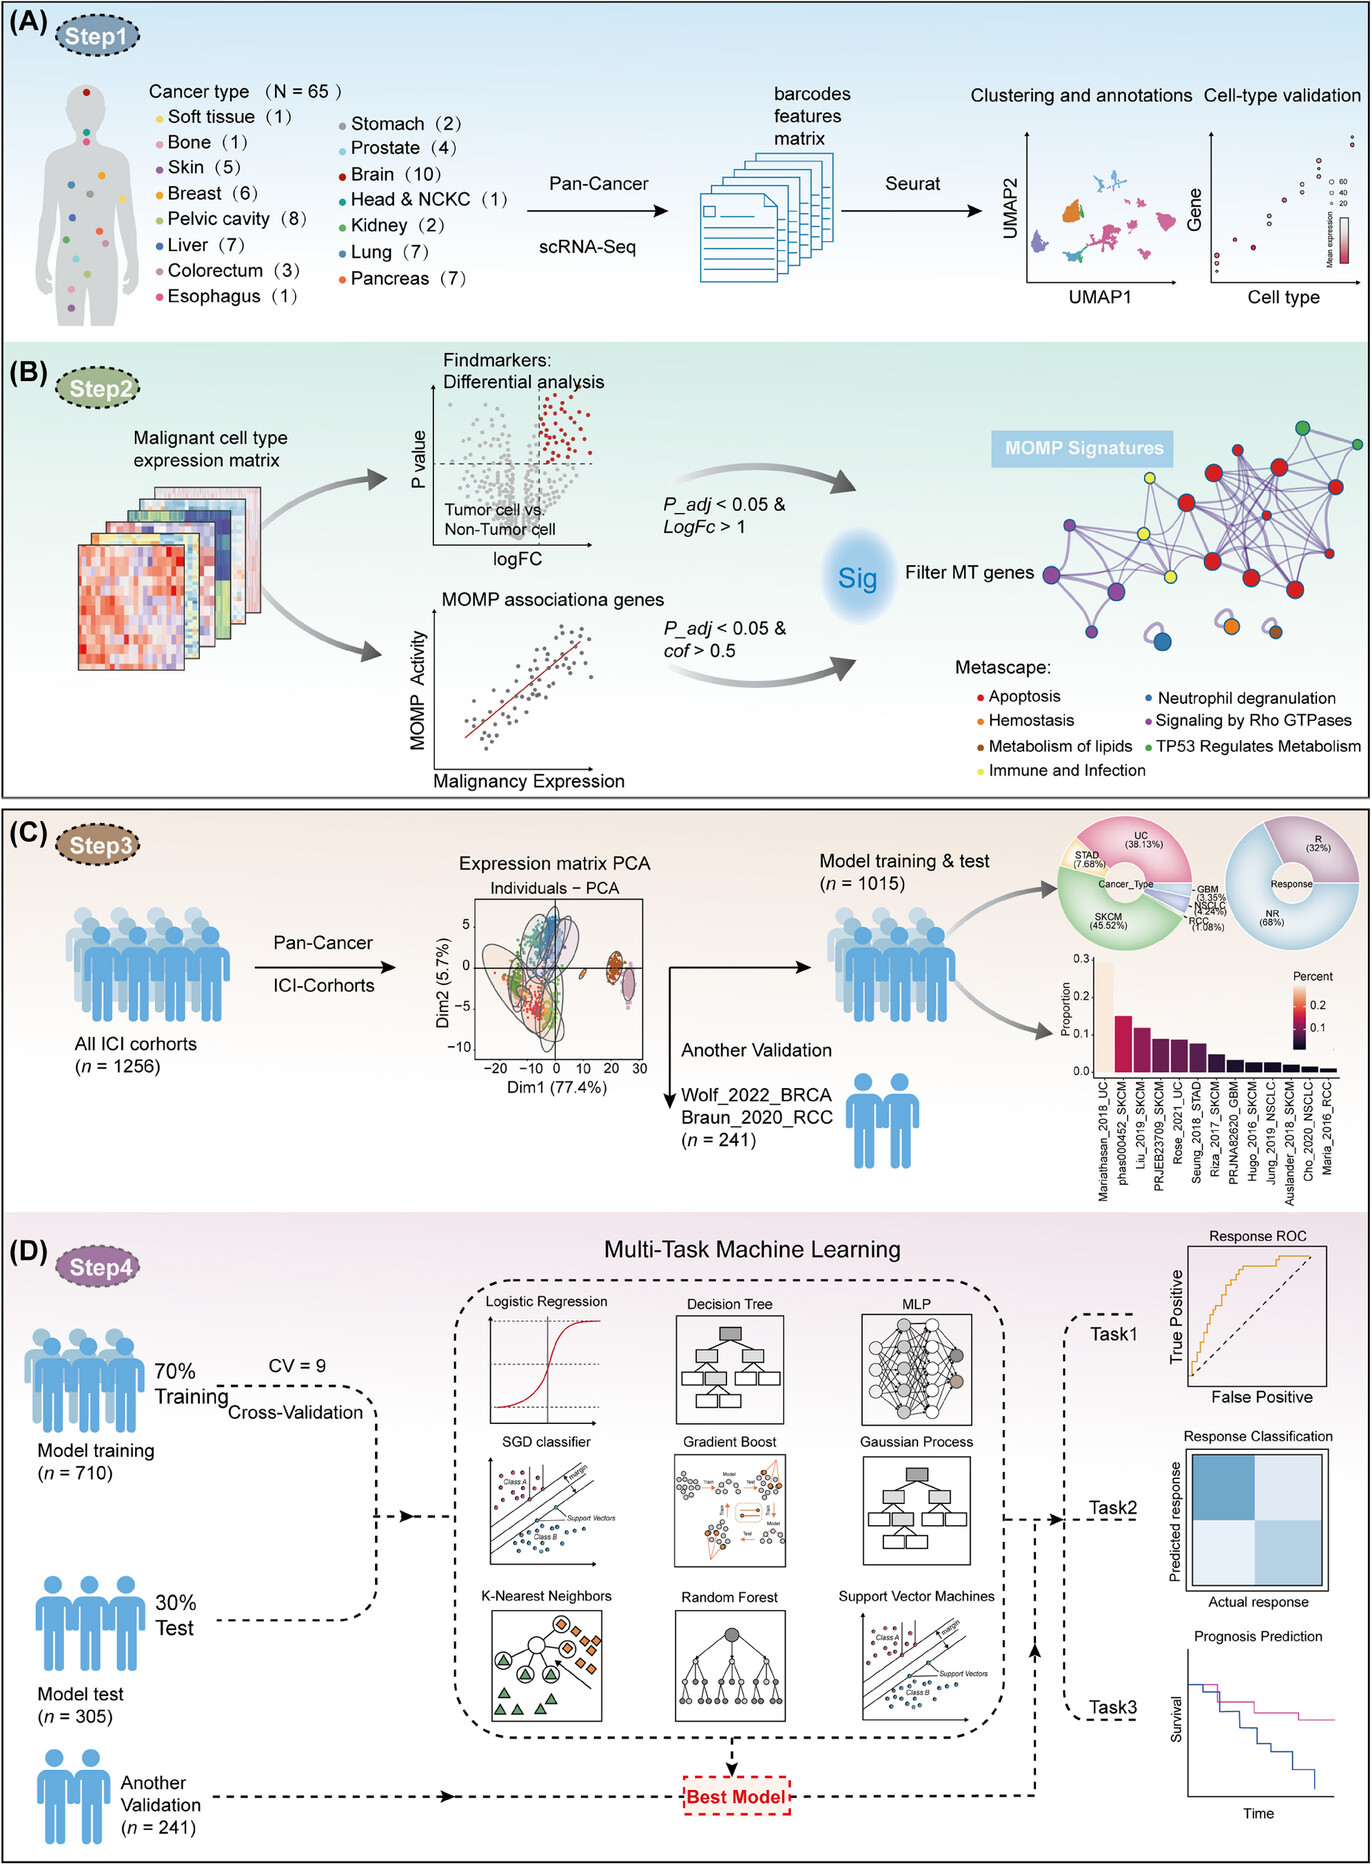 (A) Step1
Cancer type (N = 65)
Soft tissue (1)
Bone (1)
Skin (5)
Breast (6)
Pelvic cavity (8)
Liver (7)
Colorectum (3)
Esophagus (1)
Stomach (2)
Prostate (4)
Brain (10)
Head & NCKC (1)
Kidney (2)
Lung (7)
Pancreas (7)
Pan-Cancer
scRNA-Seq
barcodes
features
matrix
Seurat
Clustering and annotations
UMAP2
UMAP1
Cell-type validation
Gene
60
40
20
Mean expression
Cell type
(B) Step2
Malignant cell type
expression matrix
Findmarkers:
Differential analysis
P value
Tumor cell vs.
Non-Tumor cell
logFC
MOMP associationa genes
MOMP Activity
Malignancy Expression
P_adj < 0.05 &
LogFc > 1
P_adj < 0.05 &
cof > 0.5
Sig
Filter MT genes
MOMP Signatures
Metascape:
Apoptosis
Hemostasis
Metabolism of lipids
Immune and Infection
Neutrophil degranulation
Signaling by Rho GTPases
TP53 Regulates Metabolism
(C) Step3
All ICI corhorts
(n = 1256)
Pan-Cancer
ICI-Corhorts
Expression matrix PCA
Individuals − PCA
Dim2 (5.7%)
5
0
−5
−10
−20 −10 0 10 20 30
Dim1 (77.4%)
Model training & test
(n = 1015)
Another Validation
Wolf_2022_BRCA
Braun_2020_RCC
(n = 241)
UC
(38.13%)
STAD
(7.68%)
Cancer_Type
GBM
(3.35%
NSCLC
(4.24%)
RCC
(1.08%)
SKCM
(45.52%)
R
(32%)
Response
NR
(68%)
Proportion
0.3
0.2
0.1
0.0
Percent
0.2
0.1
Mariathasan_2018_UC
phas000452_SKCM
Liu_2019_SKCM
PRJEB23709_SKCM
Rose_2021_UC
Seung_2018_STAD
Riza_2017_SKCM
PRJNA82620_GBM
Hugo_2016_SKCM
Jung_2019_NSCLC
Auslander_2018_SKCM
Cho_2020_NSCLC
Maria_2016_RCC
(D) Step4
Multi-Task Machine Learning
70%
Training
CV = 9
Cross-Validation
Model training
(n = 710)
30%
Test
Model test
(n = 305)
Another
Validation
(n = 241)
Logistic Regression
Decision Tree
MLP
SGD classifier
Class A
margin
Support Vectors
Class B
Gradient Boost
Train
Model
Test
Train
Train
Model
Test
Gaussian Process
K-Nearest Neighbors
Random Forest
Support Vector Machines
Class A
margin
Support Vectors
Class B
Best Model
Task1
Task2
Task3
Response ROC
True Positive
False Positive
Response Classification
Predicted response
Actual response
Prognosis Prediction
Survival
Time